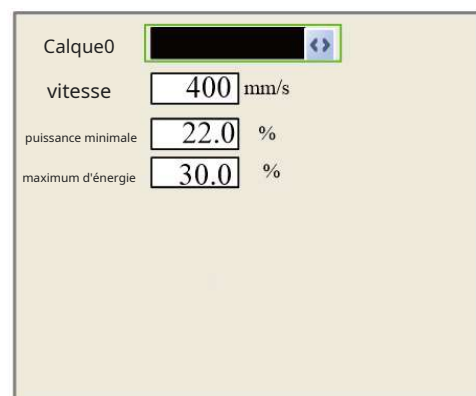 Calque0
vitesse 400 mm/s
puissance minimale 22.0 %
maximum d'énergie 30.0 %